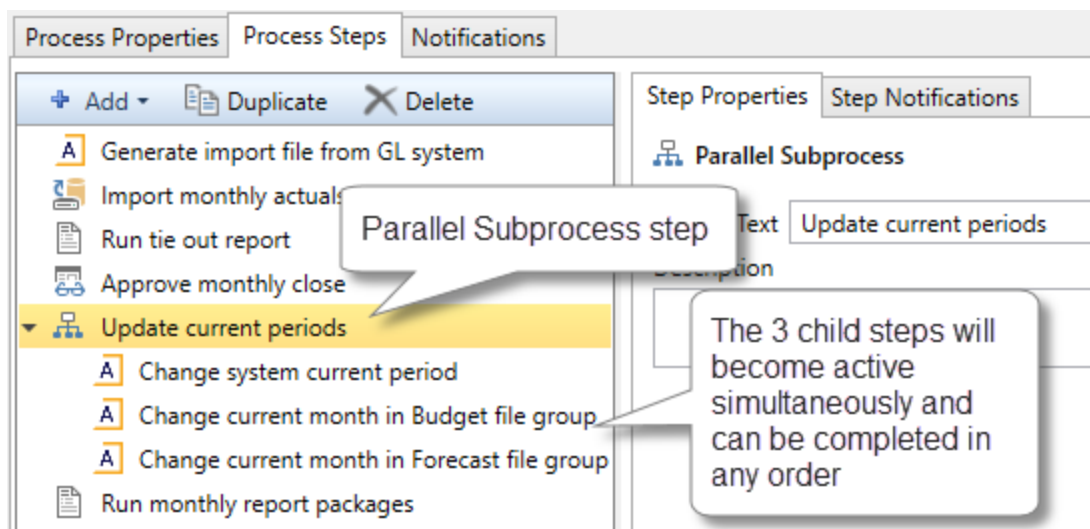 Process Properties Process Steps Notifications
Add Duplicate Delete
Generate import file from GL system
Import monthly actuals
Run tie out report
Approve monthly close
Update current periods
Change system current period
Change current month in Budget file group
Change current month in Forecast file group
Run monthly report packages
Step Properties Step Notifications
Parallel Subprocess
Text Update current periods
Description
Parallel Subprocess step
The 3 child steps will
become active
simultaneously and
can be completed in
any order